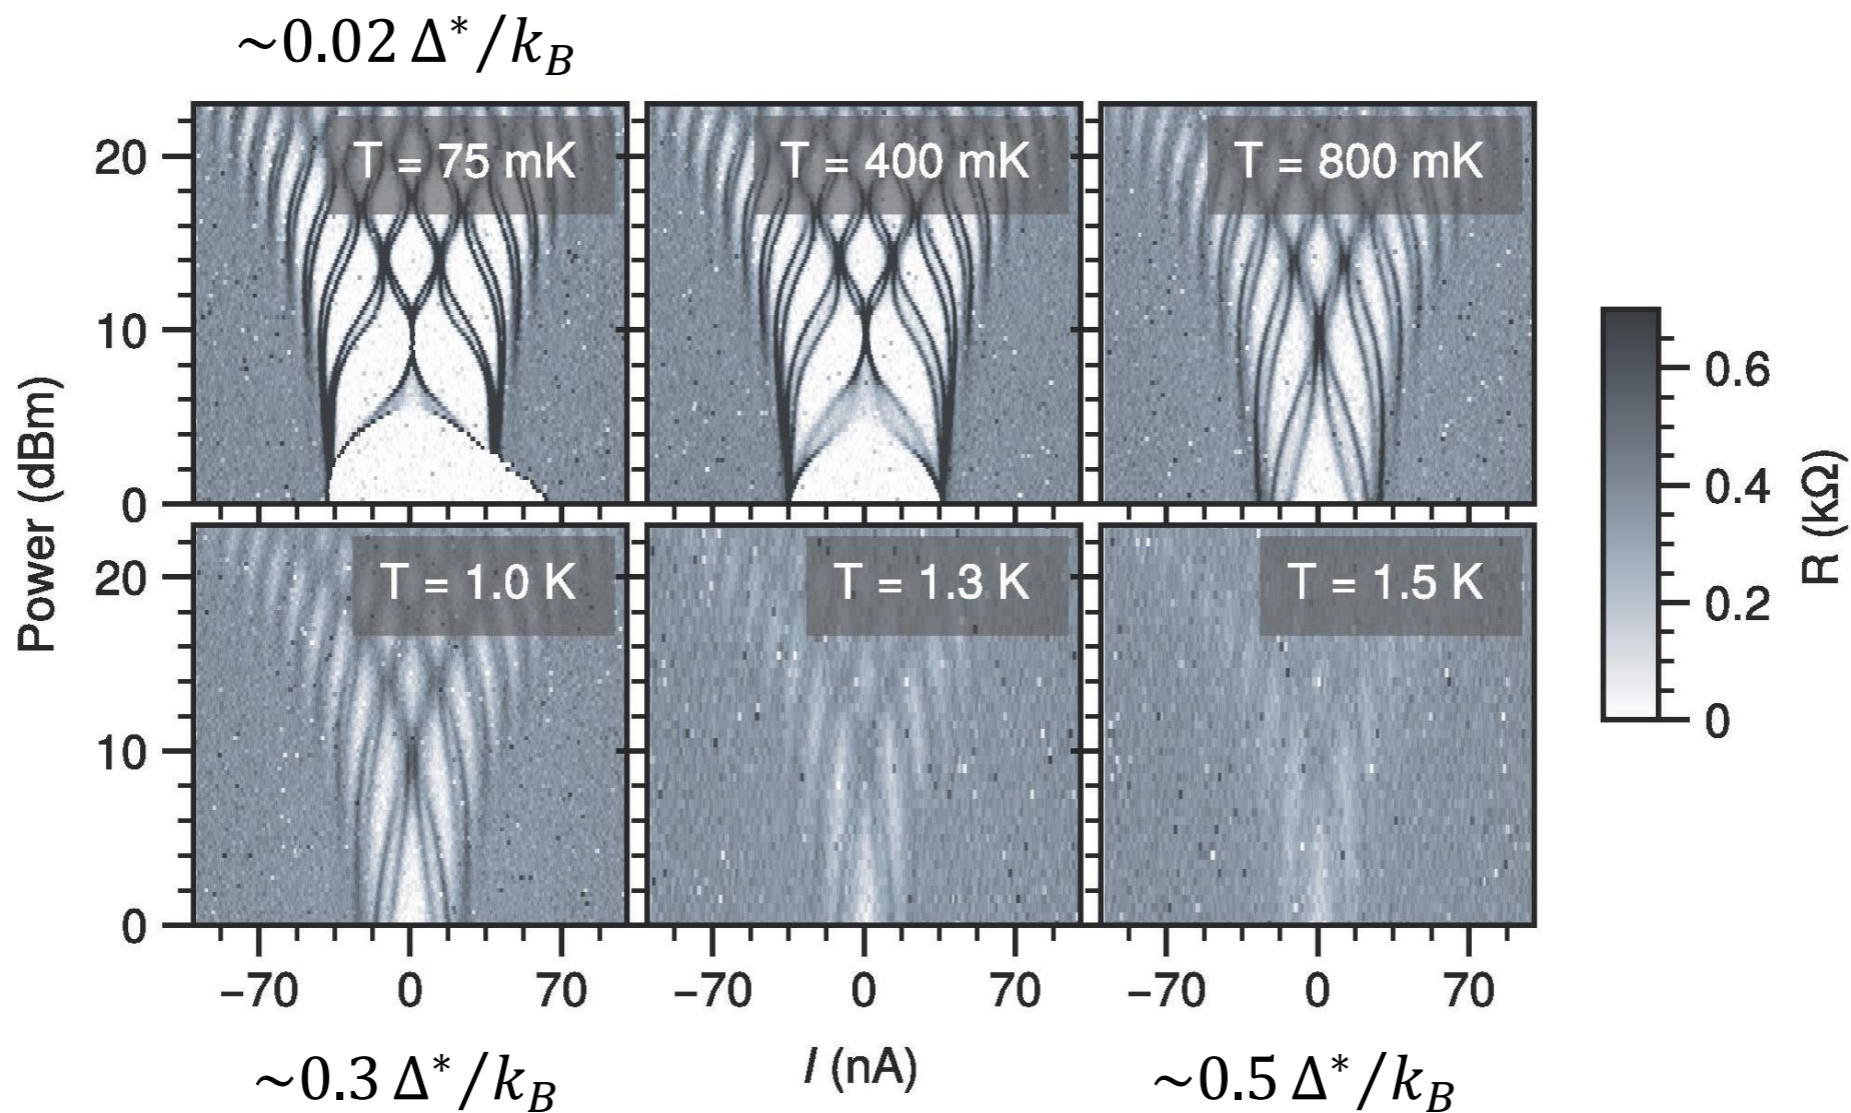 ~0.02 Δ*/k_B
T = 75 mK
T = 400 mK
T = 800 mK
20
10
0
T = 1.0 K
T = 1.3 K
T = 1.5 K
20
10
0
Power (dBm)
−70 0 70
−70 0 70
−70 0 70
I (nA)
0.6
0.4
0.2
0
R (kΩ)
~0.3 Δ*/k_B
~0.5 Δ*/k_B